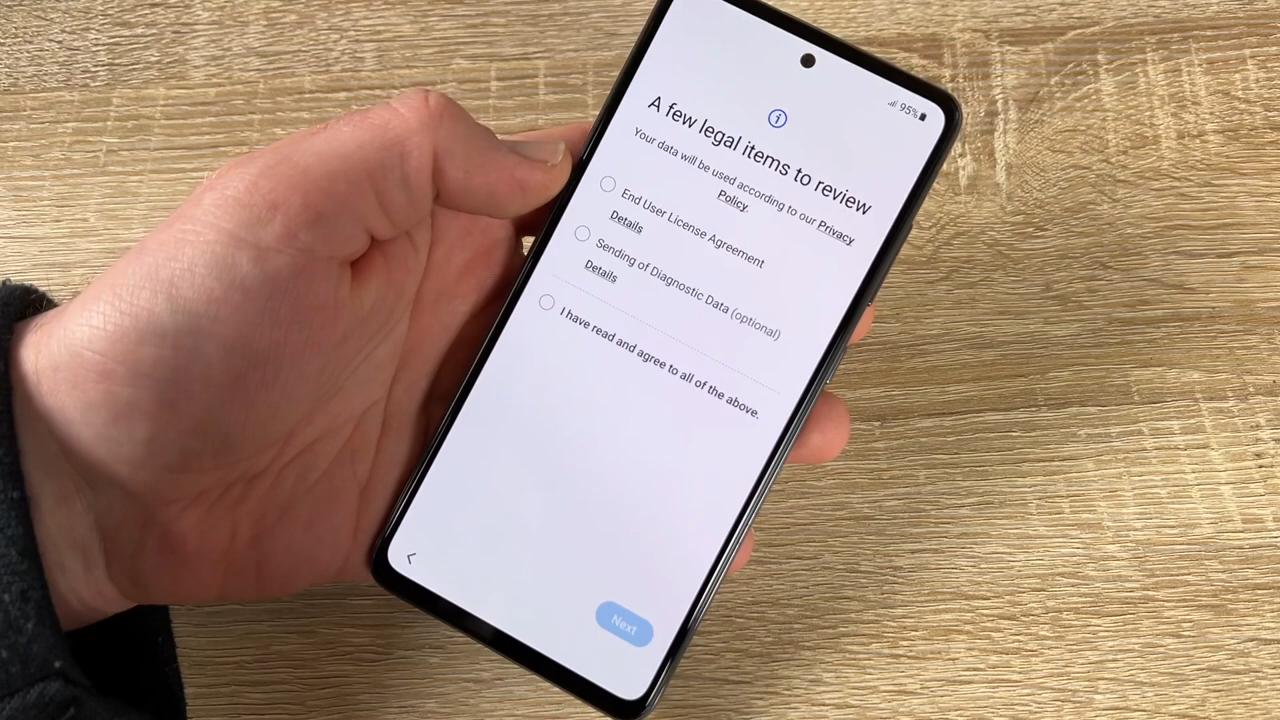 95%
A few legal items to review
Your data will be used according to our Privacy
Policy.
End User License Agreement
Details
Sending of Diagnostic Data (optional)
Details
I have read and agree to all of the above.
Next